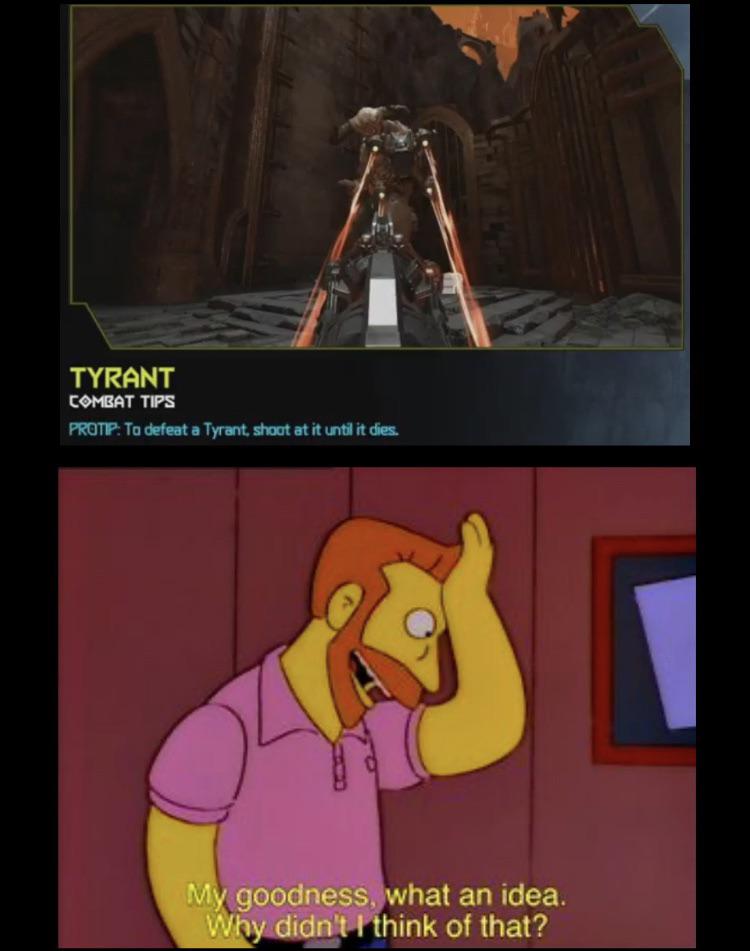 TYRANT
COMBAT TIPS
PROTIP: To defeat a Tyrant, shoot at it until it dies.
My goodness, what an idea.
Why didn't I think of that?